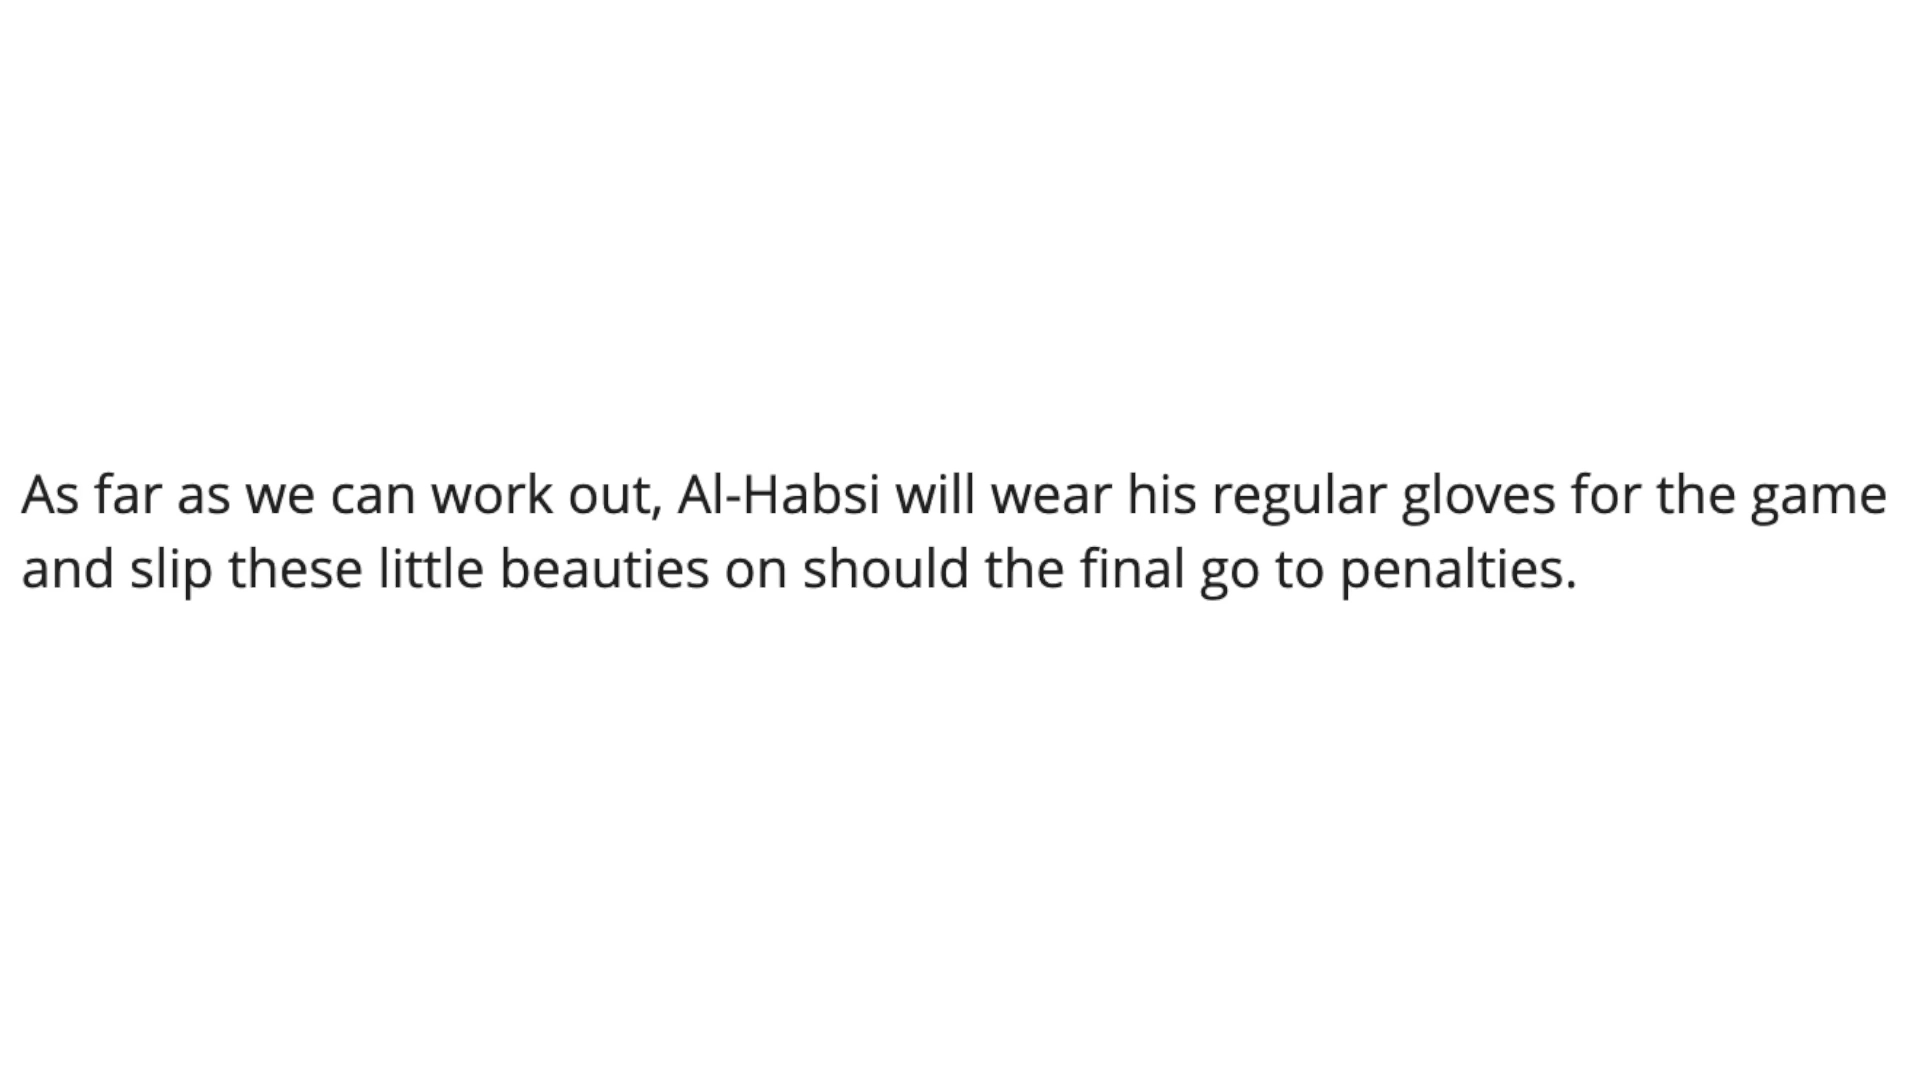 As far as we can work out, Al-Habsi will wear his regular gloves for the game
and slip these little beauties on should the final go to penalties.